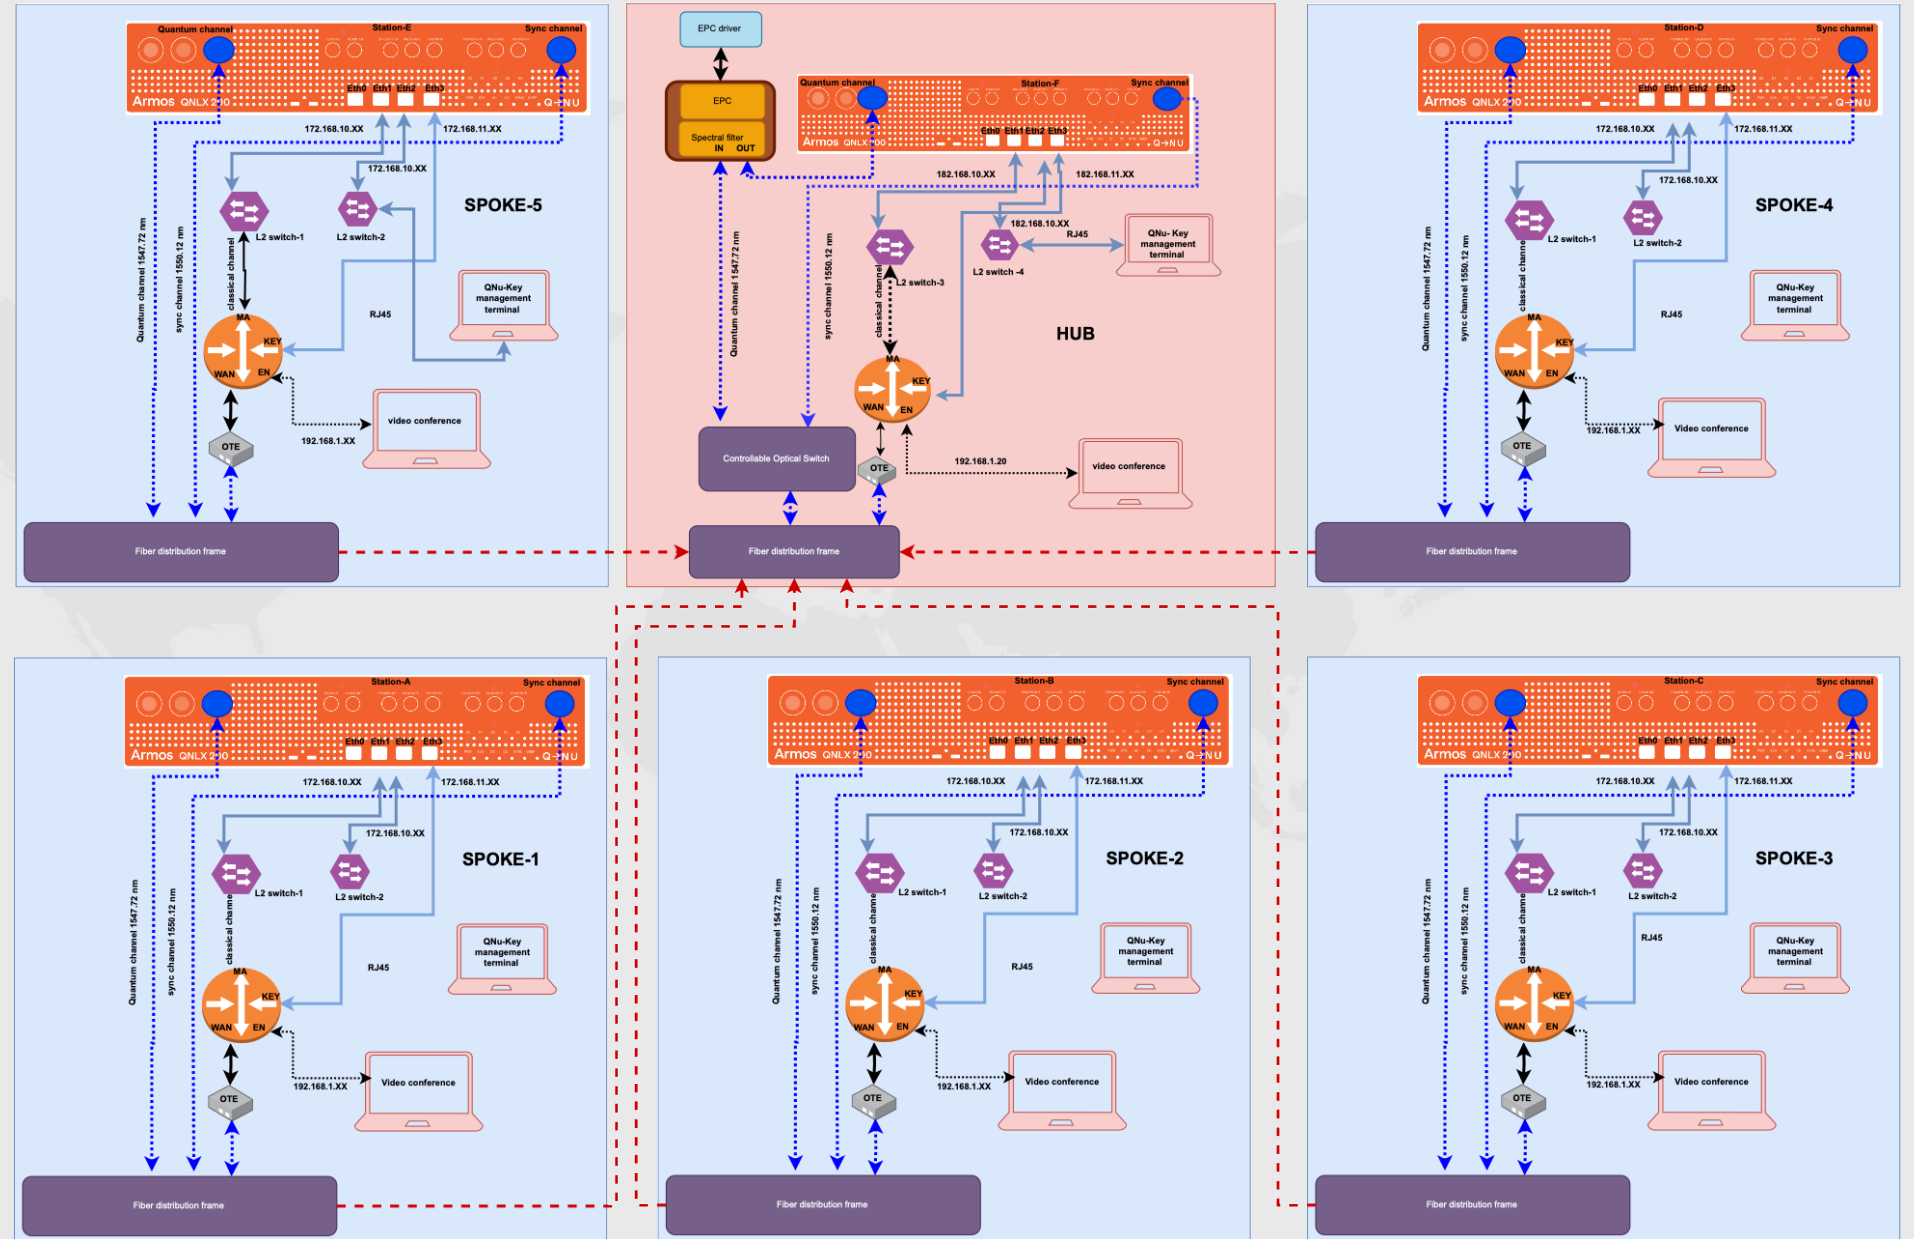 Quantum channel
Station-E
Sync channel
Eth0
Eth1
Eth2
Eth3
Armos QNLX 200
Q→NU
172.168.10.XX
172.168.11.XX
172.168.10.XX
SPOKE-5
L2 switch-1
L2 switch-2
Quantum channel 1547.72 nm
sync channel 1550.12 nm
classical channel
QNu-Key
management
terminal
RJ45
MA
KEY
WAN
EN
video conference
192.168.1.XX
OTE
Fiber distribution frame
EPC driver
EPC
Spectral filter
IN
OUT
Quantum channel
Station-F
Sync channel
Eth0
Eth1
Eth2
Eth3
Armos QNLX 200
Q→NU
182.168.10.XX
182.168.11.XX
182.168.10.XX
RJ45
QNu- Key
management
terminal
L2 switch-3
L2 switch -4
Quantum channel 1547.72 nm
sync channel 1550.12 nm
classical channel
HUB
MA
KEY
WAN
EN
Controllable Optical Switch
OTE
192.168.1.20
video conference
Fiber distribution frame
Station-D
Sync channel
Eth0
Eth1
Eth2
Eth3
Armos QNLX 200
Q→NU
172.168.10.XX
172.168.11.XX
172.168.10.XX
SPOKE-4
L2 switch-1
L2 switch-2
Quantum channel 1547.72 nm
sync channel 1550.12 nm
classical channe
QNu-Key
management
terminal
RJ45
MA
KEY
WAN
EN
Video conference
192.168.1.XX
OTE
Fiber distribution frame
Station-A
Sync channel
Eth0
Eth1
Eth2
Eth3
Armos QNLX 200
Q→NU
172.168.10.XX
172.168.11.XX
172.168.10.XX
SPOKE-1
L2 switch-1
L2 switch-2
Quantum channel 1547.72 nm
sync channel 1550.12 nm
classical channe
QNu-Key
management
terminal
RJ45
MA
KEY
WAN
EN
Video conference
192.168.1.XX
OTE
Fiber distribution frame
Station-B
Sync channel
Eth0
Eth1
Eth2
Eth3
Armos QNLX 200
Q→NU
172.168.10.XX
172.168.11.XX
172.168.10.XX
SPOKE-2
L2 switch-1
L2 switch-2
Quantum channel 1547.72 nm
sync channel 1550.12 nm
classical channe
QNu-Key
management
terminal
RJ45
MA
KEY
WAN
EN
Video conference
192.168.1.XX
OTE
Fiber distribution frame
Station-C
Sync channel
Eth0
Eth1
Eth2
Eth3
Armos QNLX 200
Q→NU
172.168.10.XX
172.168.11.XX
172.168.10.XX
SPOKE-3
L2 switch-1
L2 switch-2
Quantum channel 1547.72 nm
sync channel 1550.12 nm
classical channe
QNu-Key
management
terminal
RJ45
MA
KEY
WAN
EN
Video conference
192.168.1.XX
OTE
Fiber distribution frame